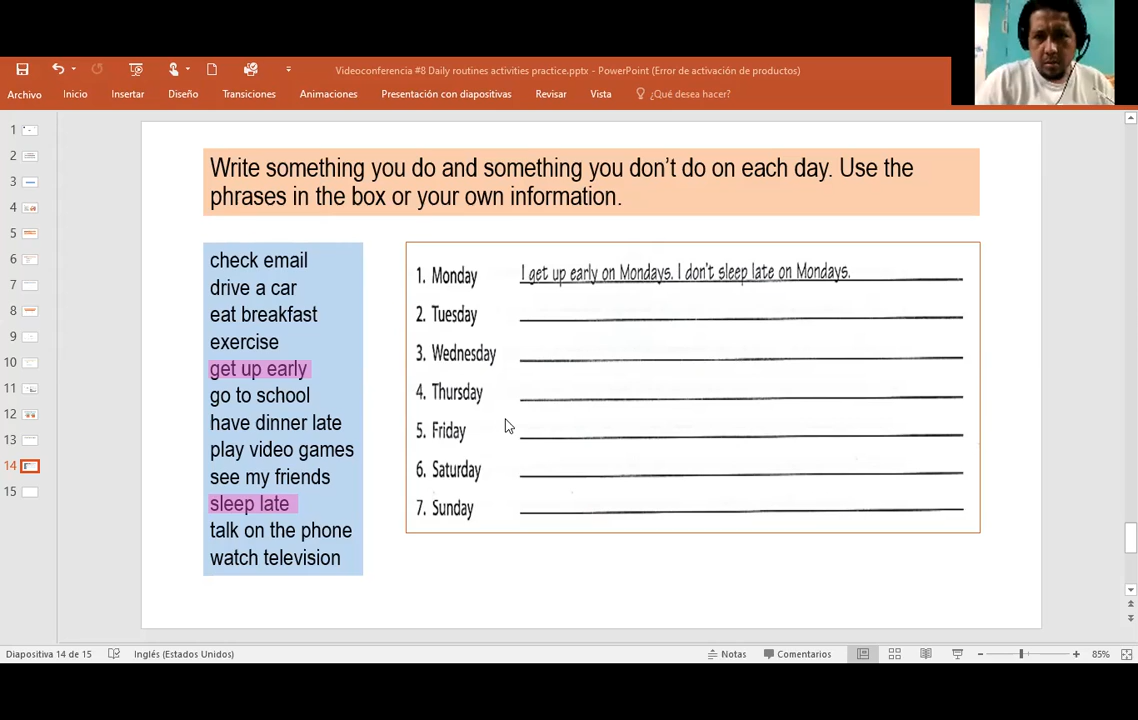 Videoconferencia #8 Daily routines activities practice.pptx - PowerPoint (Error de activación de productos)
Archivo Inicio Insertar Diseño Transiciones Animaciones Presentación con diapositivas Revisar Vista ¿Qué desea hacer?
1
2
3
4
5
6
7
8
9
10
11
12
13
14
15
Write something you do and something you don't do on each day. Use the
phrases in the box or your own information.
check email
drive a car
eat breakfast
exercise
get up early
go to school
have dinner late
play video games
see my friends
sleep late
talk on the phone
watch television
1. Monday I get up early on Mondays. I don't sleep late on Mondays.
2. Tuesday
3. Wednesday
4. Thursday
5. Friday
6. Saturday
7. Sunday
Diapositiva 14 de 15 Inglés (Estados Unidos) Notas Comentarios 85%